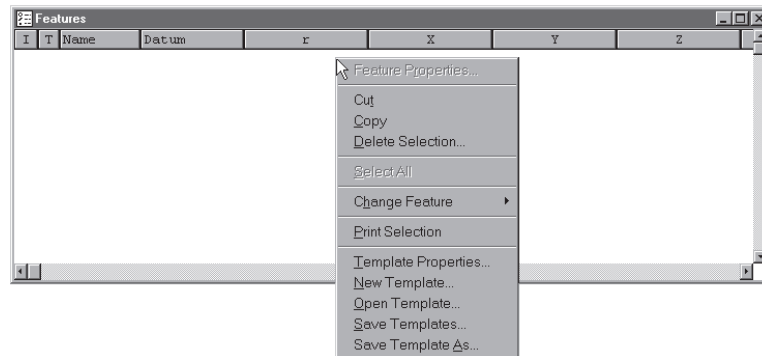 Features
I T Name Datum r X Y Z
Feature Properties...
Cut
Copy
Delete Selection...
Select All
Change Feature
Print Selection
Template Properties...
New Template...
Open Template...
Save Templates...
Save Template As...